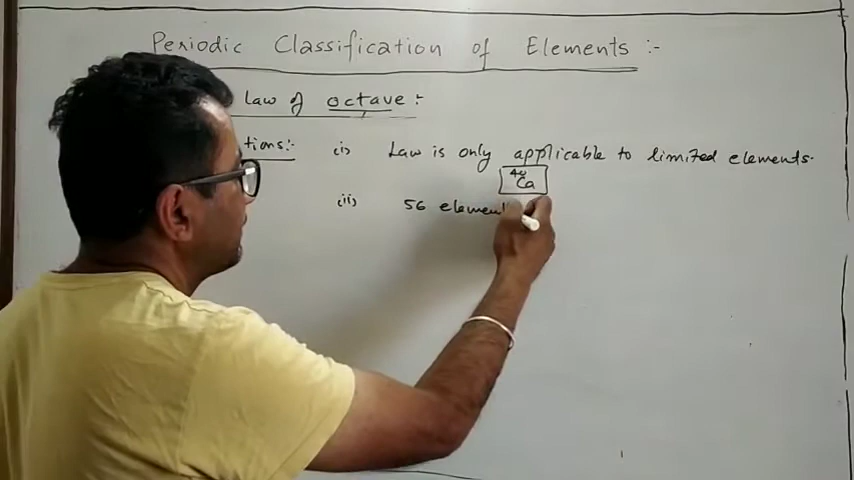 Periodic Classification of Elements :-
law of octave :-
tions:- (i) Law is only applicable to limited elements.
40 Ca
(ii) 56 element